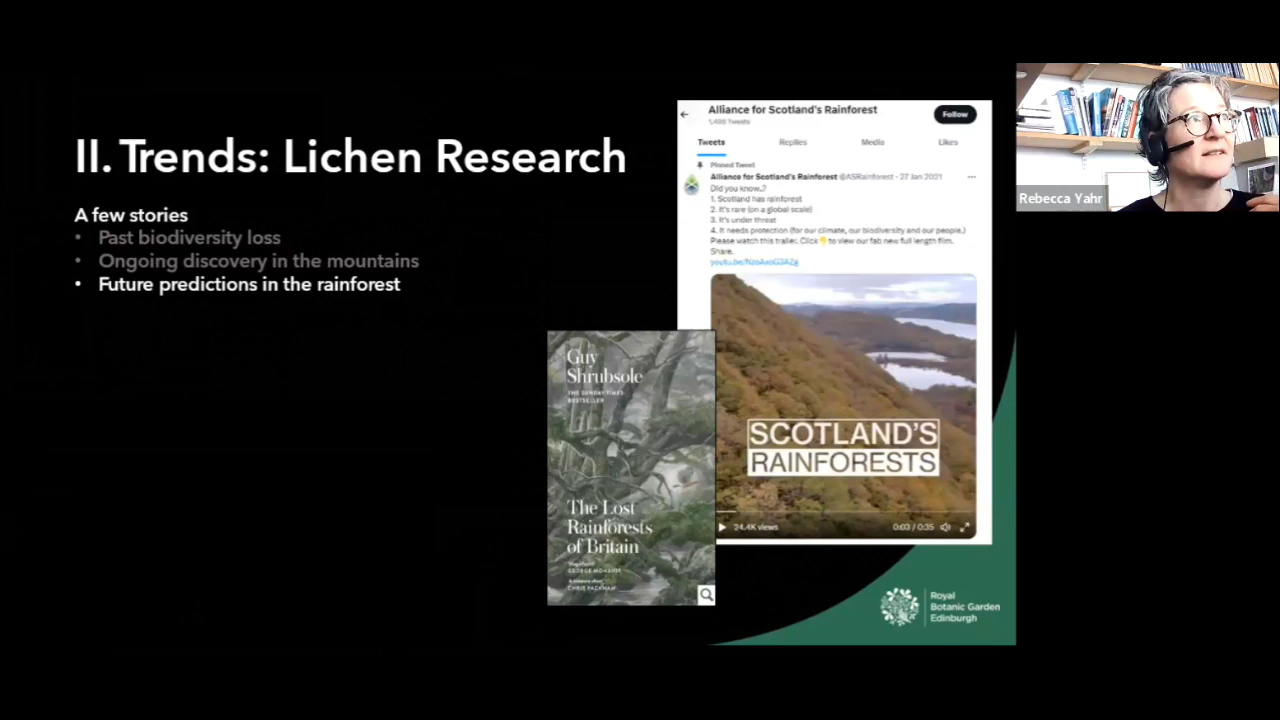 II. Trends: Lichen Research
A few stories
• Past biodiversity loss
• Ongoing discovery in the mountains
• Future predictions in the rainforest
Alliance for Scotland's Rainforest
Tweets
Follow
Tweets
Replies
Media
Likes
Pinned Tweet
Alliance for Scotland's Rainforest @ASRainforest · 27 Jan 2021
Did you know..?
1. Scotland has rainforest
2. It's rare (on a global scale)
3. It's under threat
4. It needs protection (for our climate, our biodiversity and our people.)
Please watch this trailer. Click👇to view our fab new full length film.
Share.
SCOTLAND'S
RAINFORESTS
24.4K views
0:03 / 0:35
Guy
Shrubsole
THE SUNDAY TIMES
BESTSELLER
The Lost
Rainforests
of Britain
GEORGE MONBIOT
CHRIS PACKHAM
Royal
Botanic Garden
Edinburgh
Rebecca Yahr